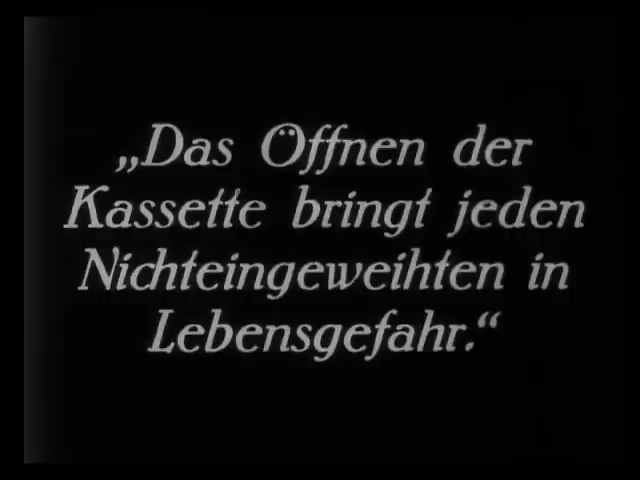 „Das Öffnen der
Kassette bringt jeden
Nichteingeweihten in
Lebensgefahr.“